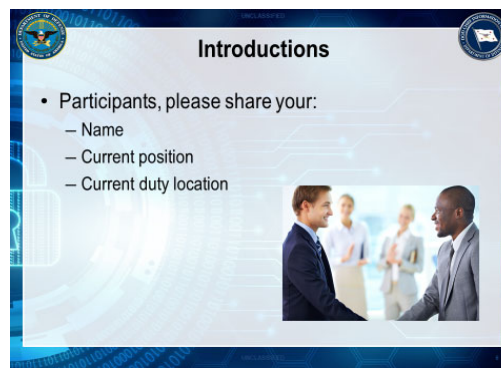 UNCLASSIFIED
Introductions
• Participants, please share your:
– Name
– Current position
– Current duty location
UNCLASSIFIED